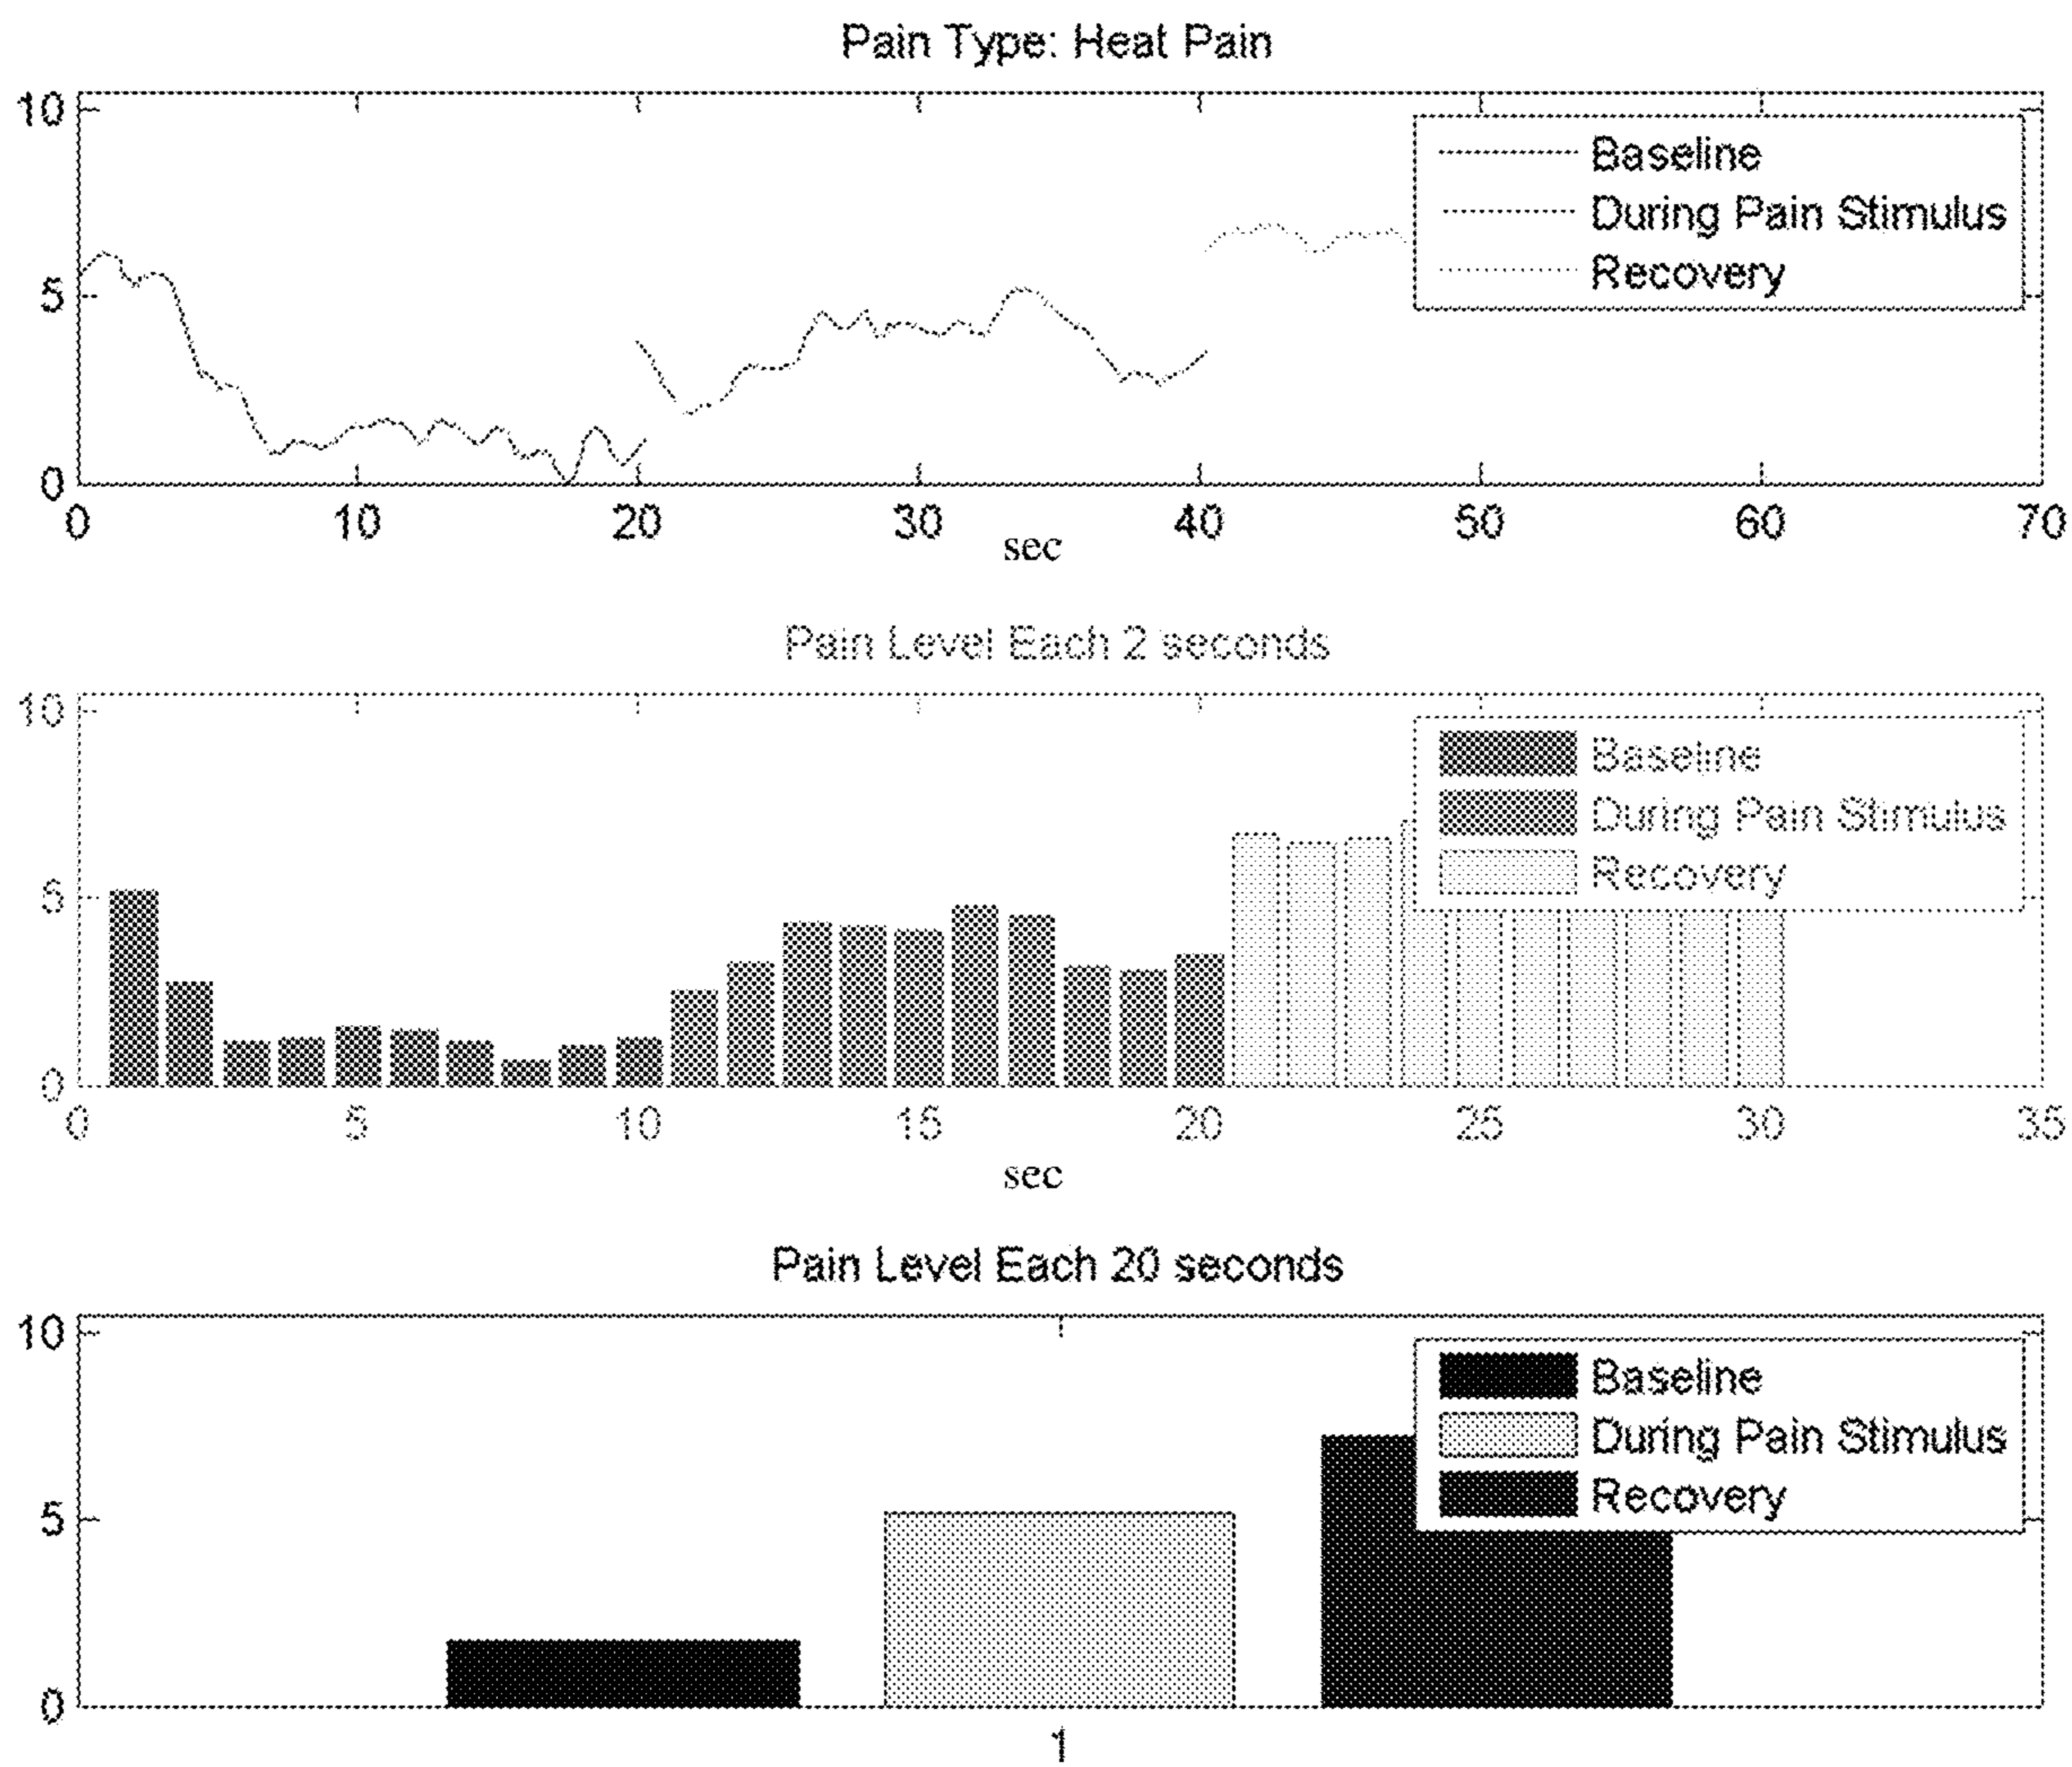 Pain Type: Heat Pain
10
5
0
Baseline
During Pain Stimulus
Recovery
0 10 20 30 40 50 60 70
sec
Pain Level Each 2 seconds
10
5
0
Baseline
During Pain Stimulus
Recovery
0 5 10 15 20 25 30 35
sec
Pain Level Each 20 seconds
10
5
0
Baseline
During Pain Stimulus
Recovery
1